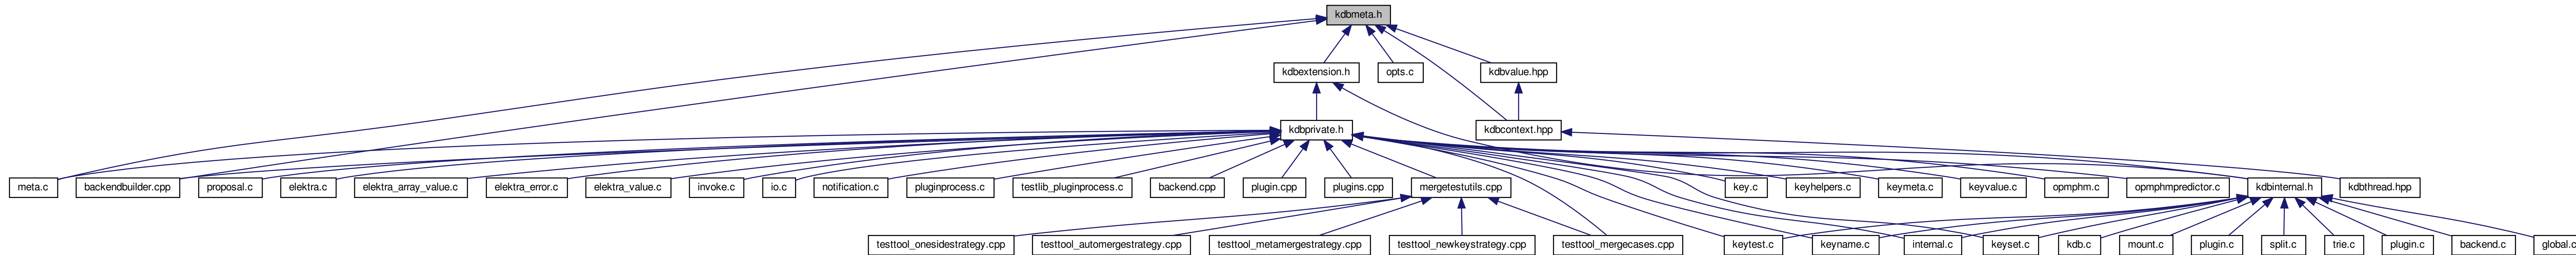 kdbmeta.h
kdbextension.h
opts.c
kdbvalue.hpp
kdbprivate.h
kdbcontext.hpp
meta.c
backendbuilder.cpp
proposal.c
elektra.c
elektra_array_value.c
elektra_error.c
elektra_value.c
invoke.c
io.c
notification.c
pluginprocess.c
testlib_pluginprocess.c
backend.cpp
plugin.cpp
plugins.cpp
mergetestutils.cpp
key.c
keyhelpers.c
keymeta.c
keyvalue.c
opmphm.c
opmphmpredictor.c
kdbinternal.h
kdbthread.hpp
testtool_onesidestrategy.cpp
testtool_automergestrategy.cpp
testtool_metamergestrategy.cpp
testtool_newkeystrategy.cpp
testtool_mergecases.cpp
keytest.c
keyname.c
internal.c
keyset.c
kdb.c
mount.c
plugin.c
split.c
trie.c
plugin.c
backend.c
global.c